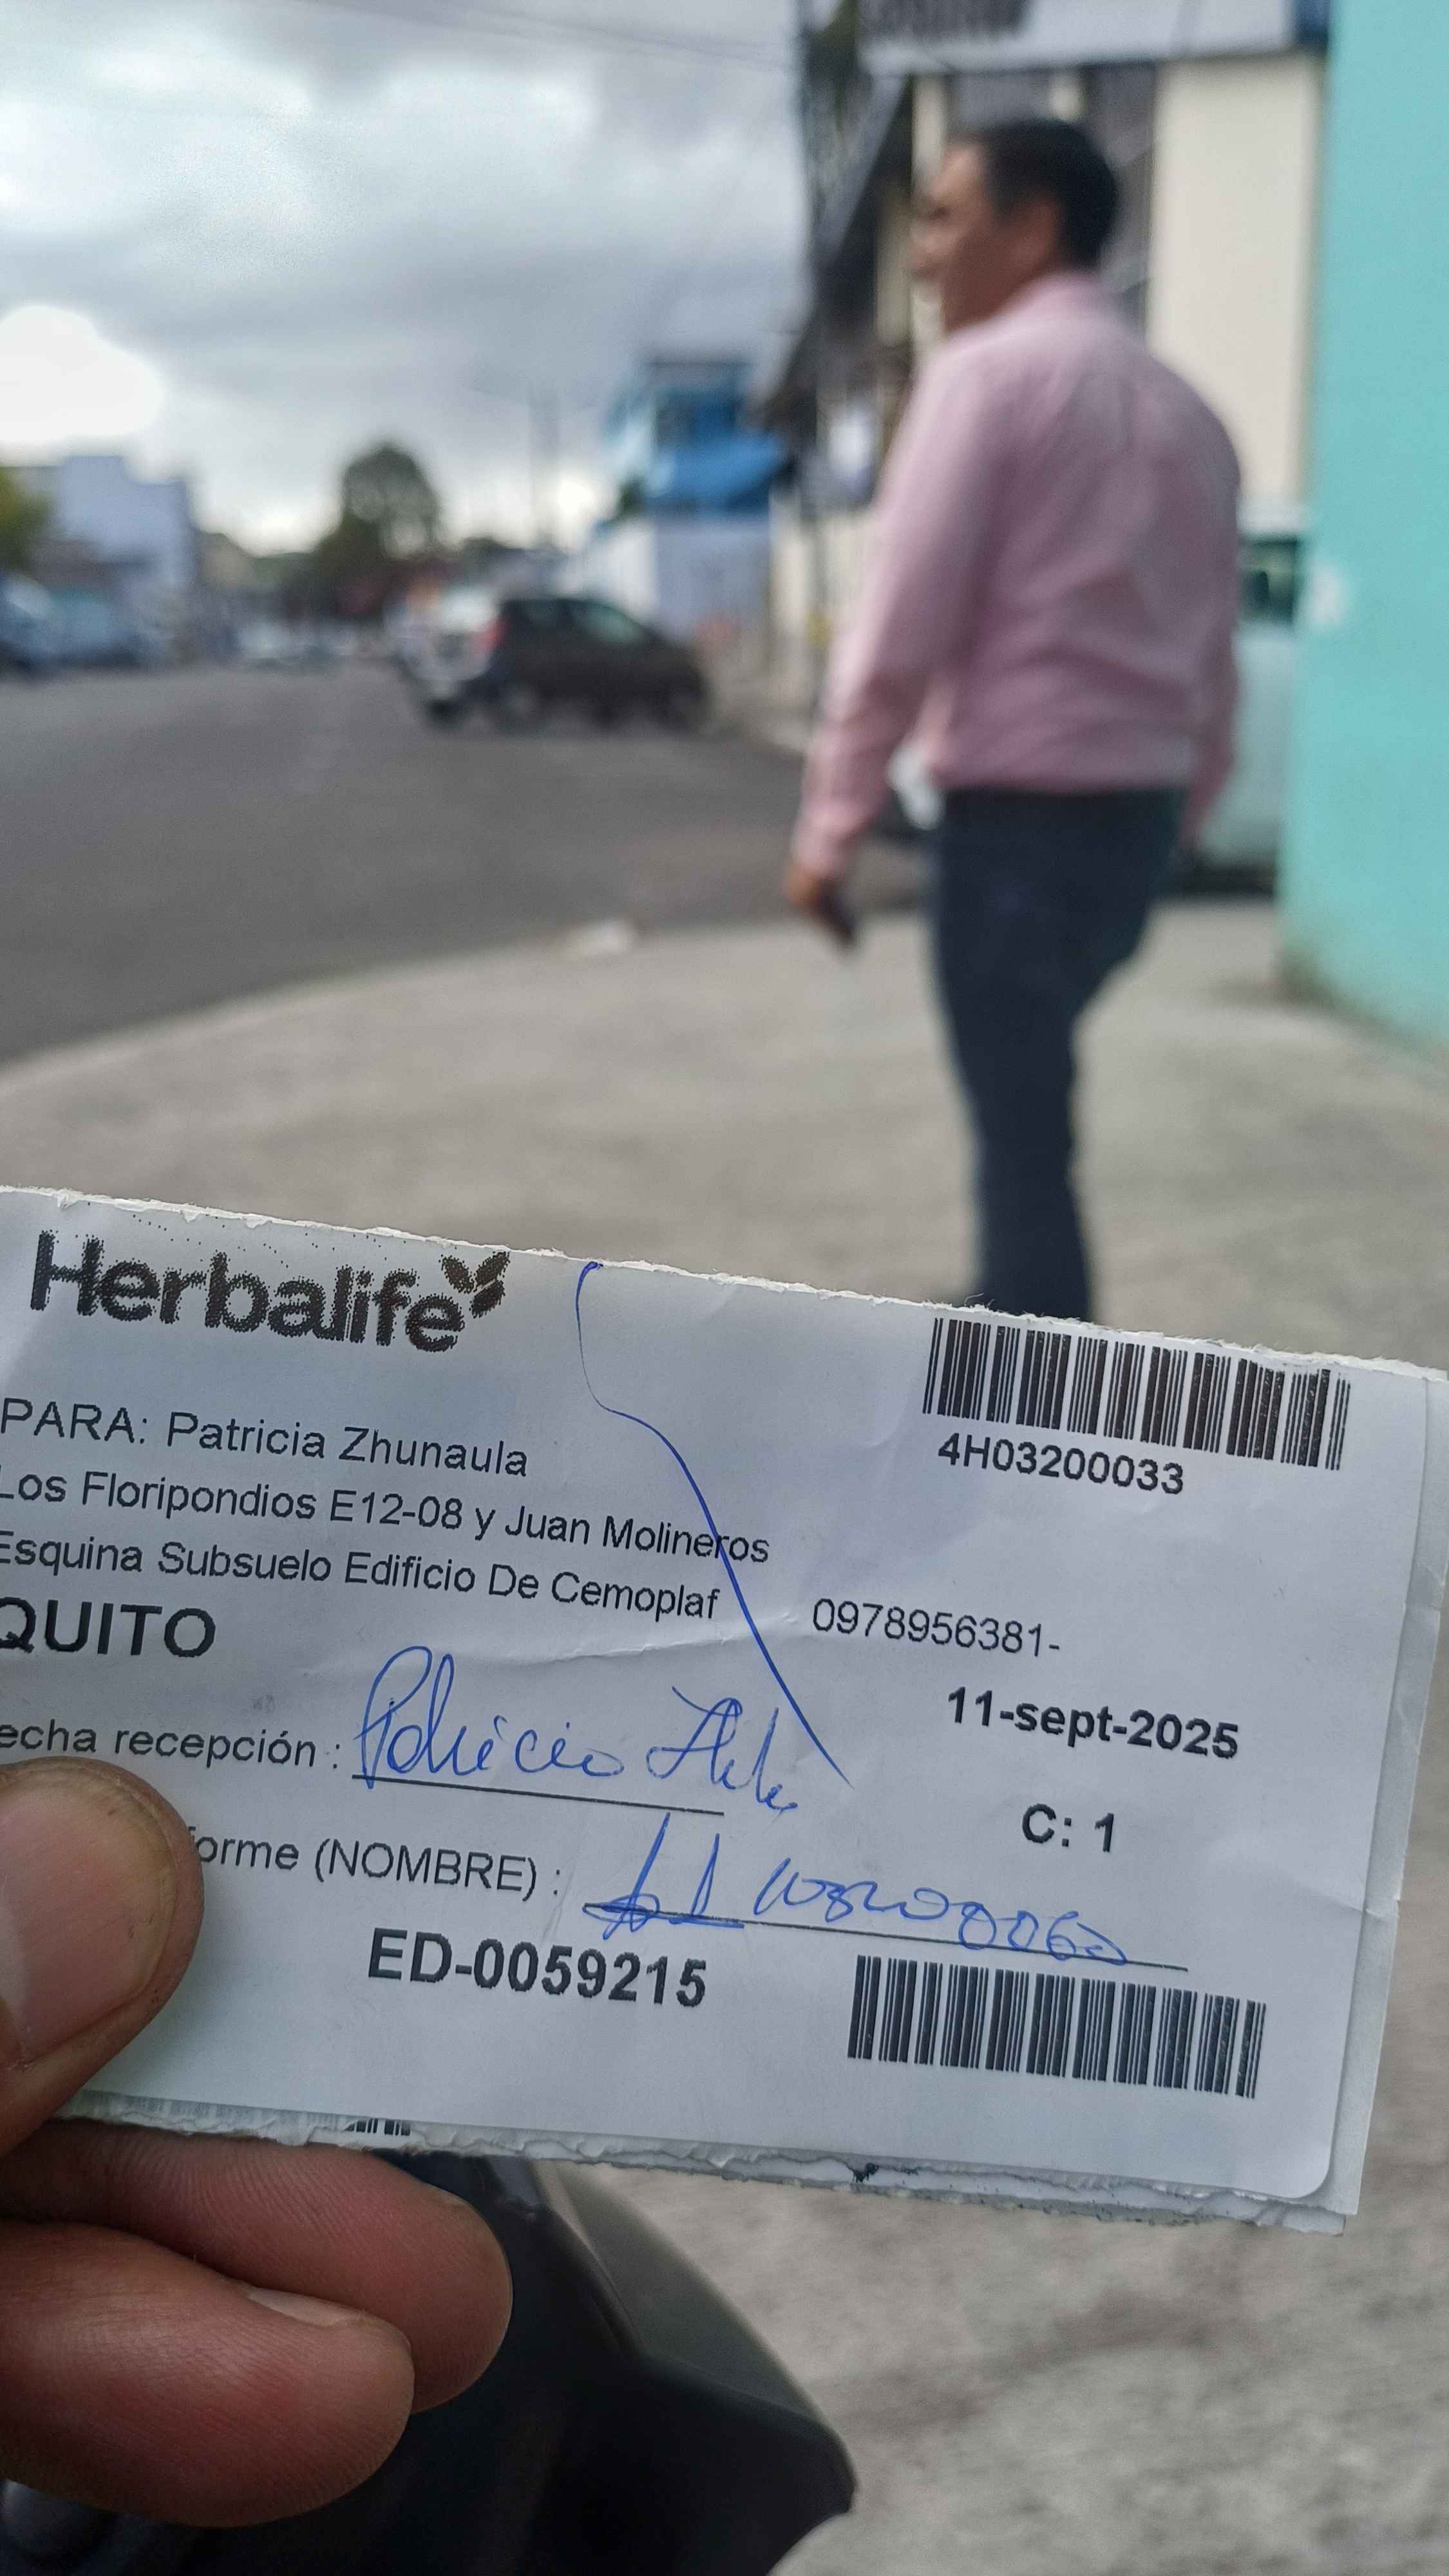 Herbalife
4H03200033
PARA: Patricia Zhunaula
Los Floripondios E12-08 y Juan Molineros
Esquina Subsuelo Edificio De Cemoplaf
0978956381-
QUITO
11-sept-2025
echa recepción :
C: 1
orme (NOMBRE) :
ED-0059215